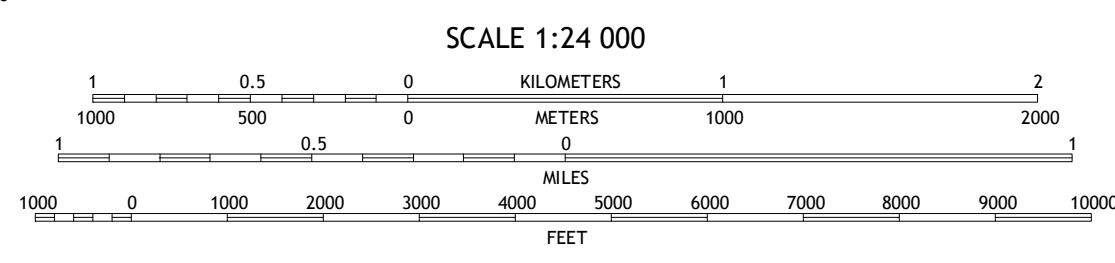 SCALE 1:24 000
1 0.5 0 KILOMETERS 1 2
1000 500 0 METERS 1000 2000
1 0.5 0 1
MILES
1000 0 1000 2000 3000 4000 5000 6000 7000 8000 9000 10000
FEET